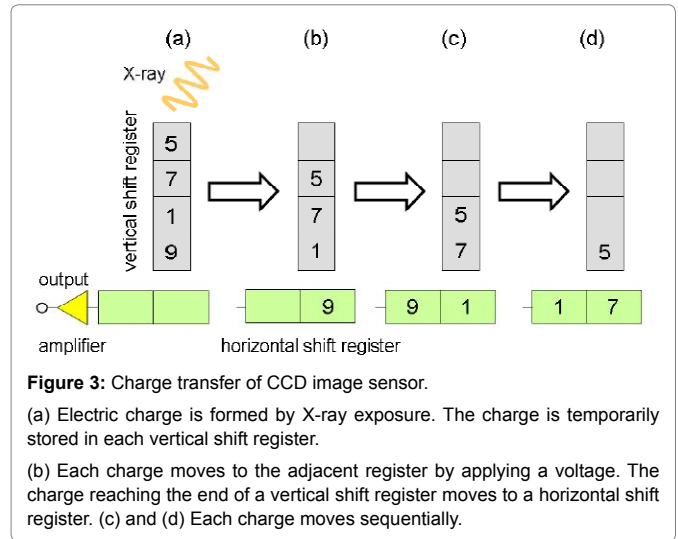 (a) (b) (c) (d)
X-ray
vertical shift register
5
7 5
1 7 5
9 1 7 5
output
9 9 1 1 7
amplifier horizontal shift register
Figure 3: Charge transfer of CCD image sensor.
(a) Electric charge is formed by X-ray exposure. The charge is temporarily
stored in each vertical shift register.
(b) Each charge moves to the adjacent register by applying a voltage. The
charge reaching the end of a vertical shift register moves to a horizontal shift
register. (c) and (d) Each charge moves sequentially.